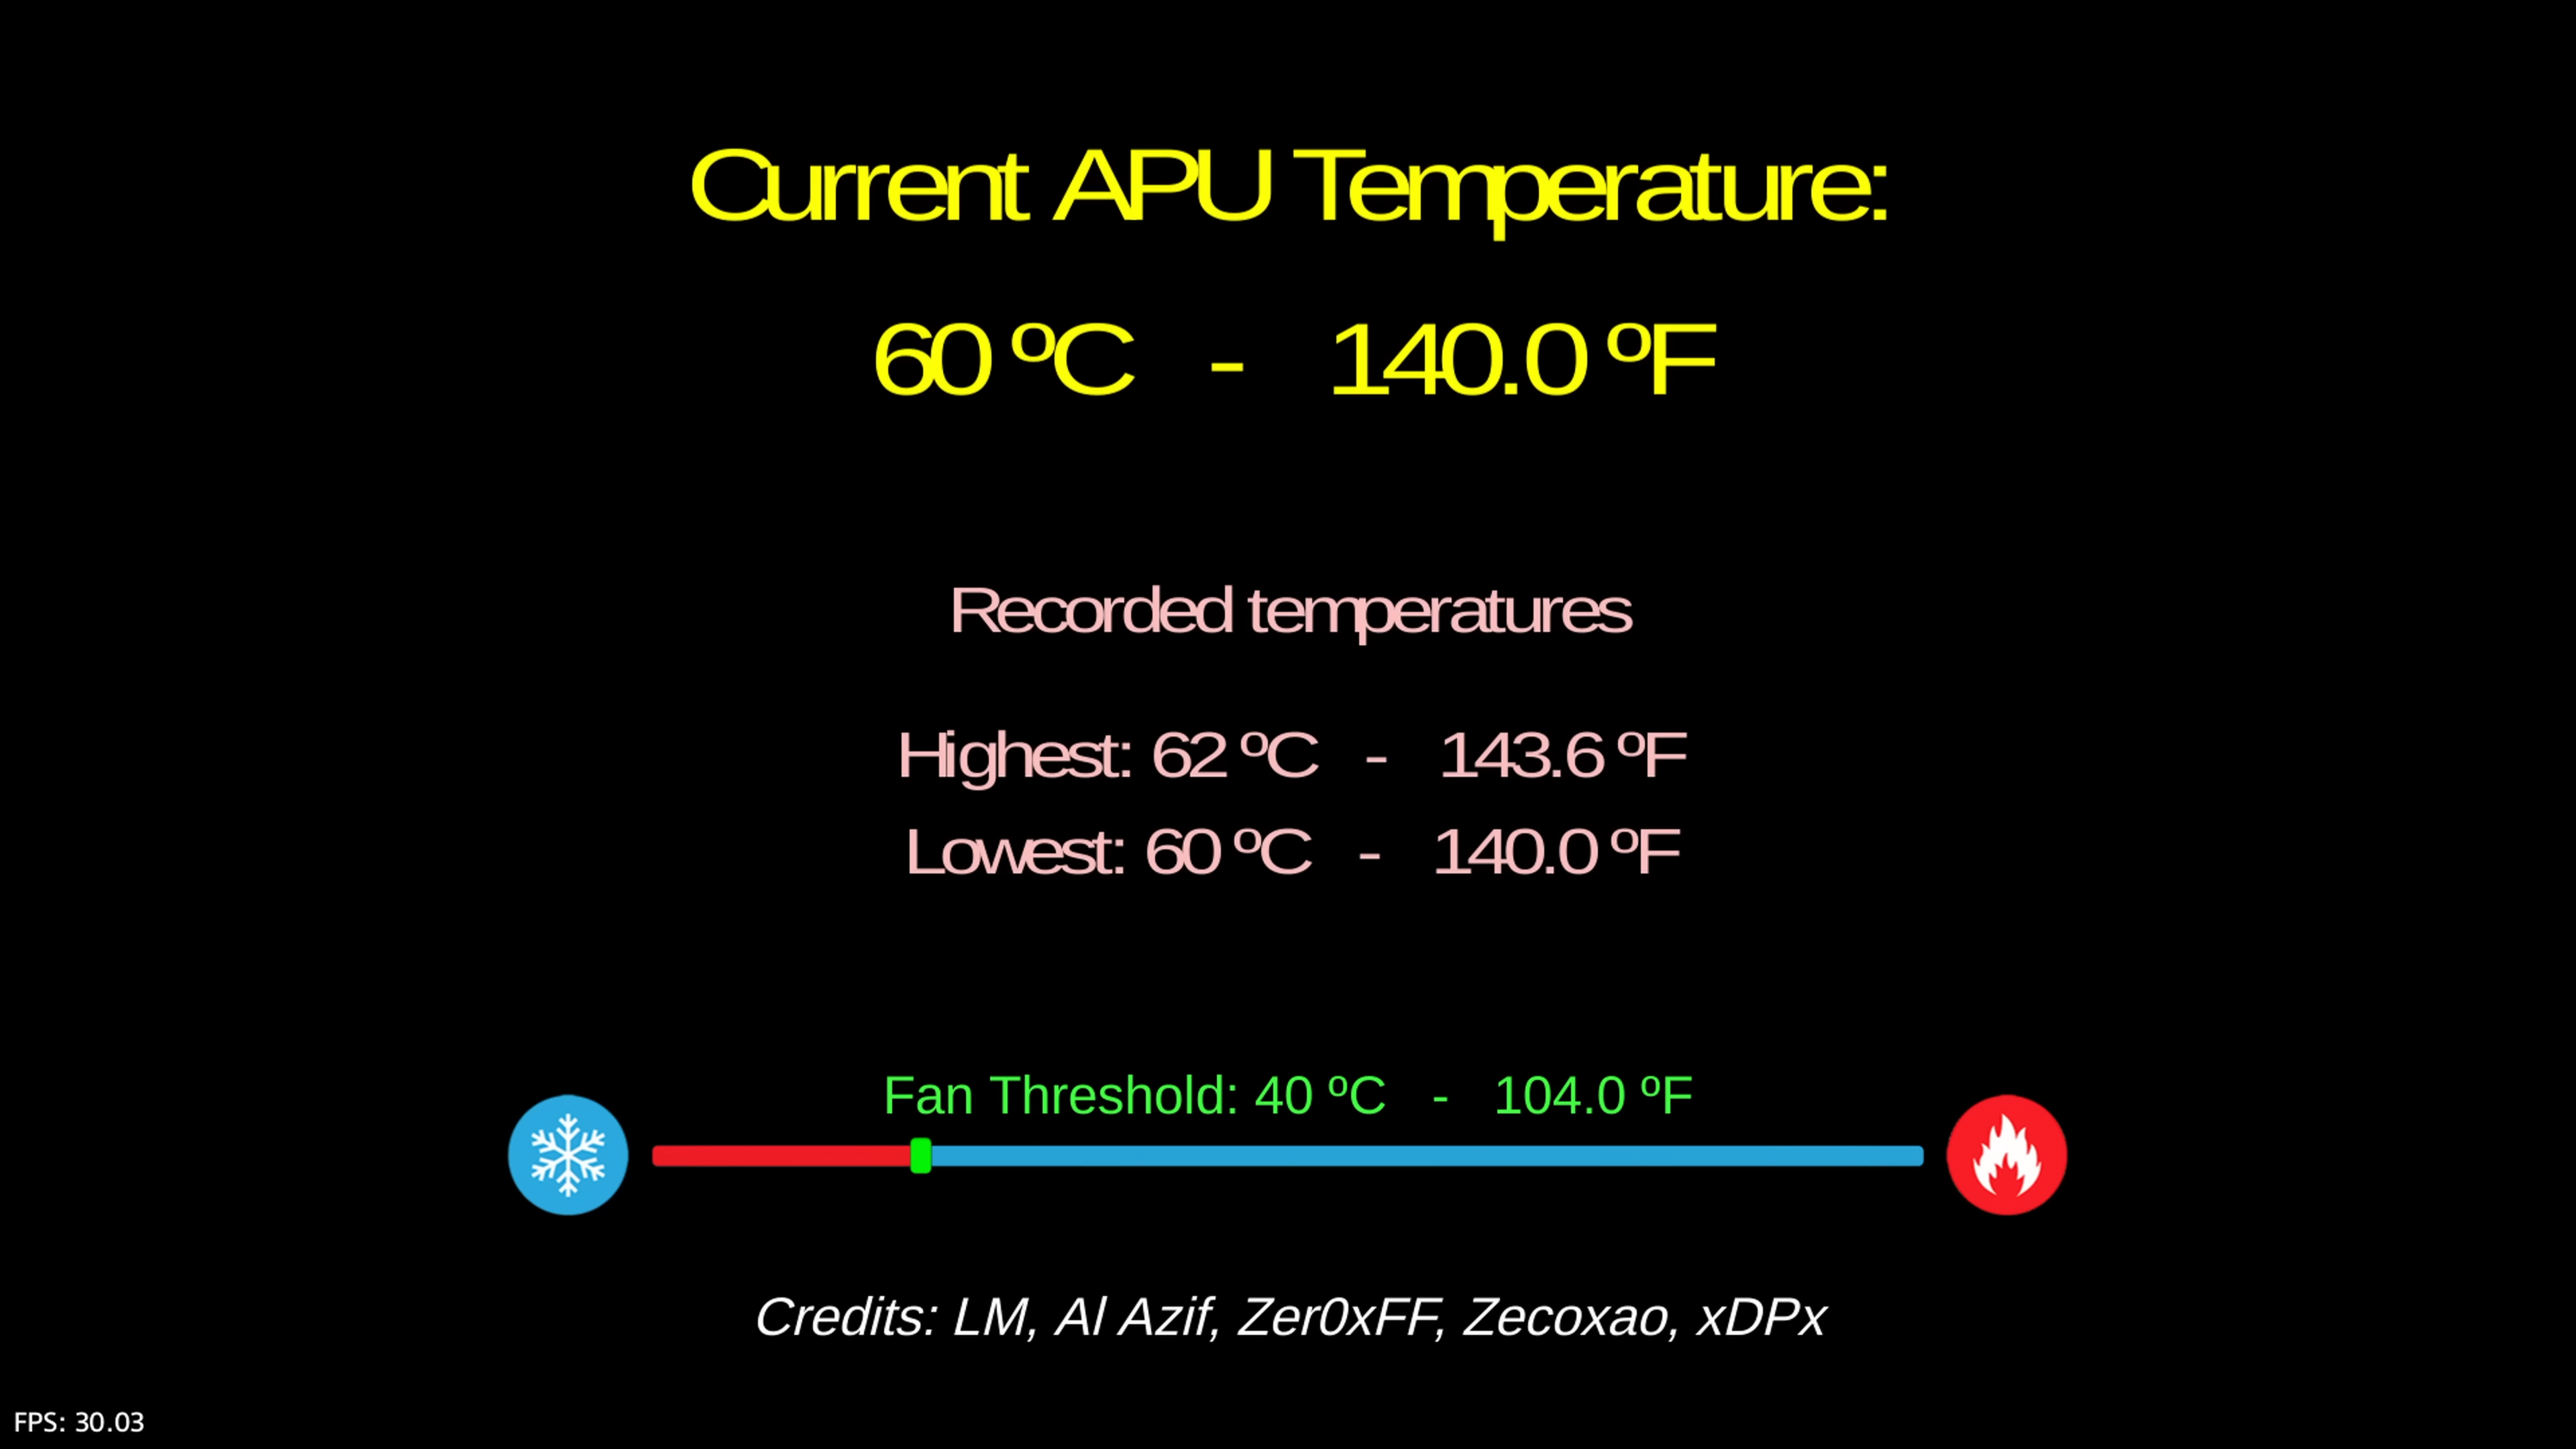 Current APU Temperature:
60 ºC - 140.0 ºF
Recorded temperatures
Highest: 62 ºC - 143.6 ºF
Lowest: 60 ºC - 140.0 ºF
Fan Threshold: 40 ºC - 104.0 ºF
Credits: LM, Al Azif, Zer0xFF, Zecoxao, xDPx
FPS: 30.03